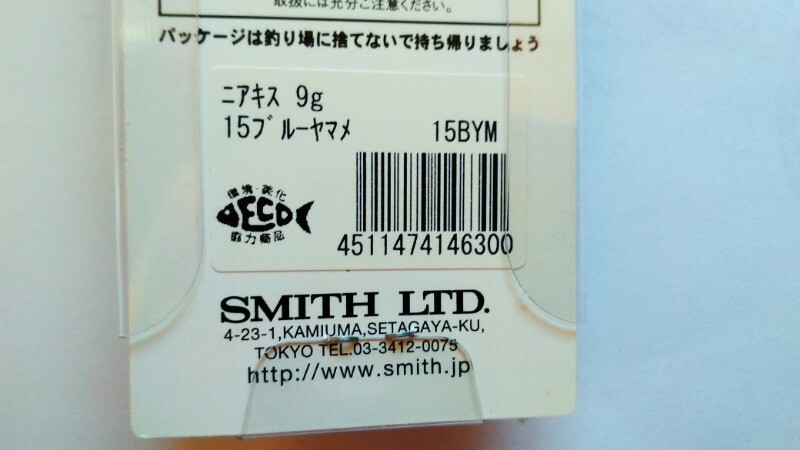 取扱には充分ご注意ください。
パッケージは釣り場に捨てないで持ち帰りましょう
ニアキス 9g
15ブルーヤマメ 15BYM
環境・美化
ECO
協力商品
4511474146300
SMITH LTD.
4-23-1,KAMIUMA,SETAGAYA-KU,
TOKYO TEL.03-3412-0075
http://www.smith.jp